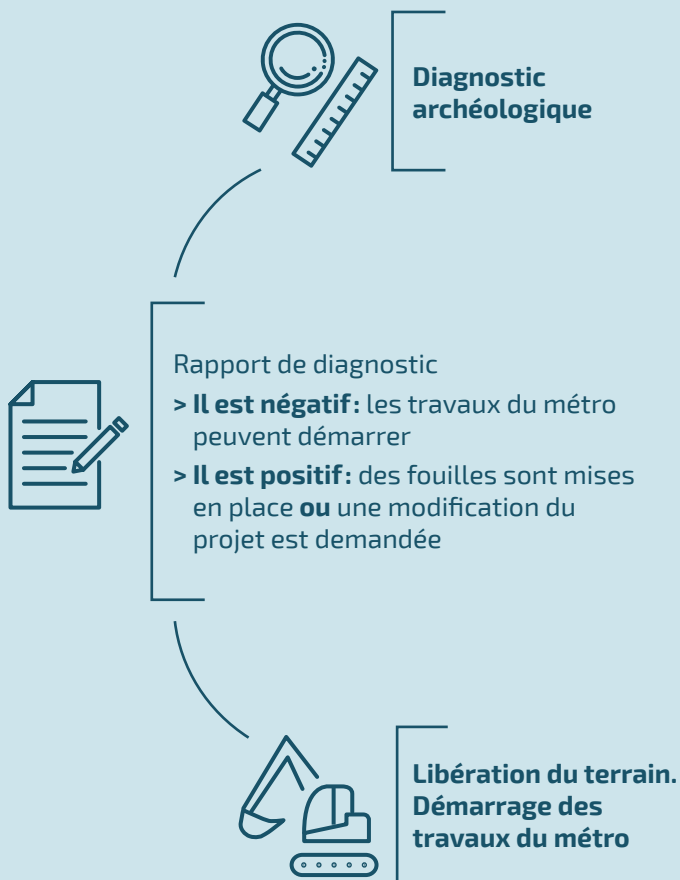 Diagnostic
archéologique
Rapport de diagnostic
> Il est négatif : les travaux du métro
peuvent démarrer
> Il est positif : des fouilles sont mises
en place ou une modification du
projet est demandée
Libération du terrain.
Démarrage des
travaux du métro